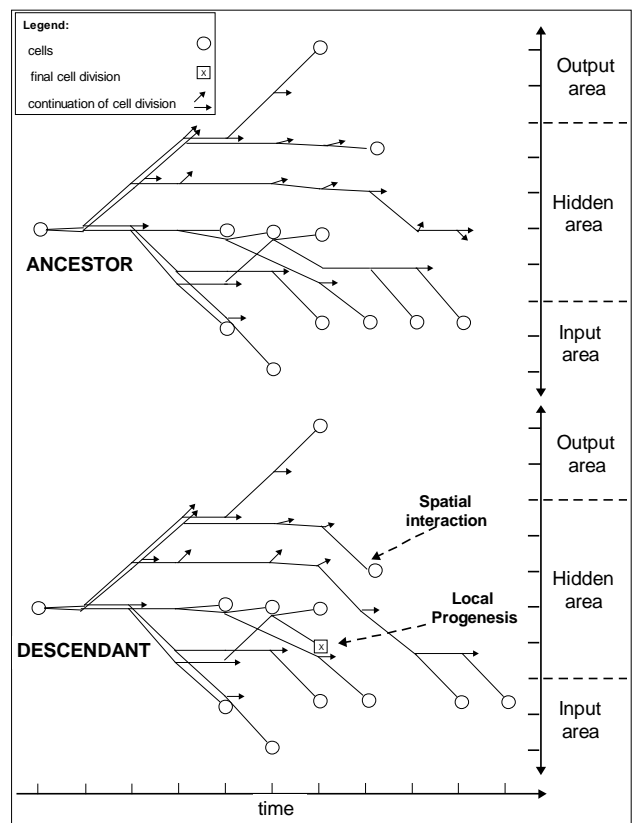 Legend:
cells
final cell division
x
continuation of cell division
Output
area
Hidden
area
ANCESTOR
Input
area
Output
area
Spatial
interaction
Hidden
area
Local
Progenesis
x
DESCENDANT
Input
area
time